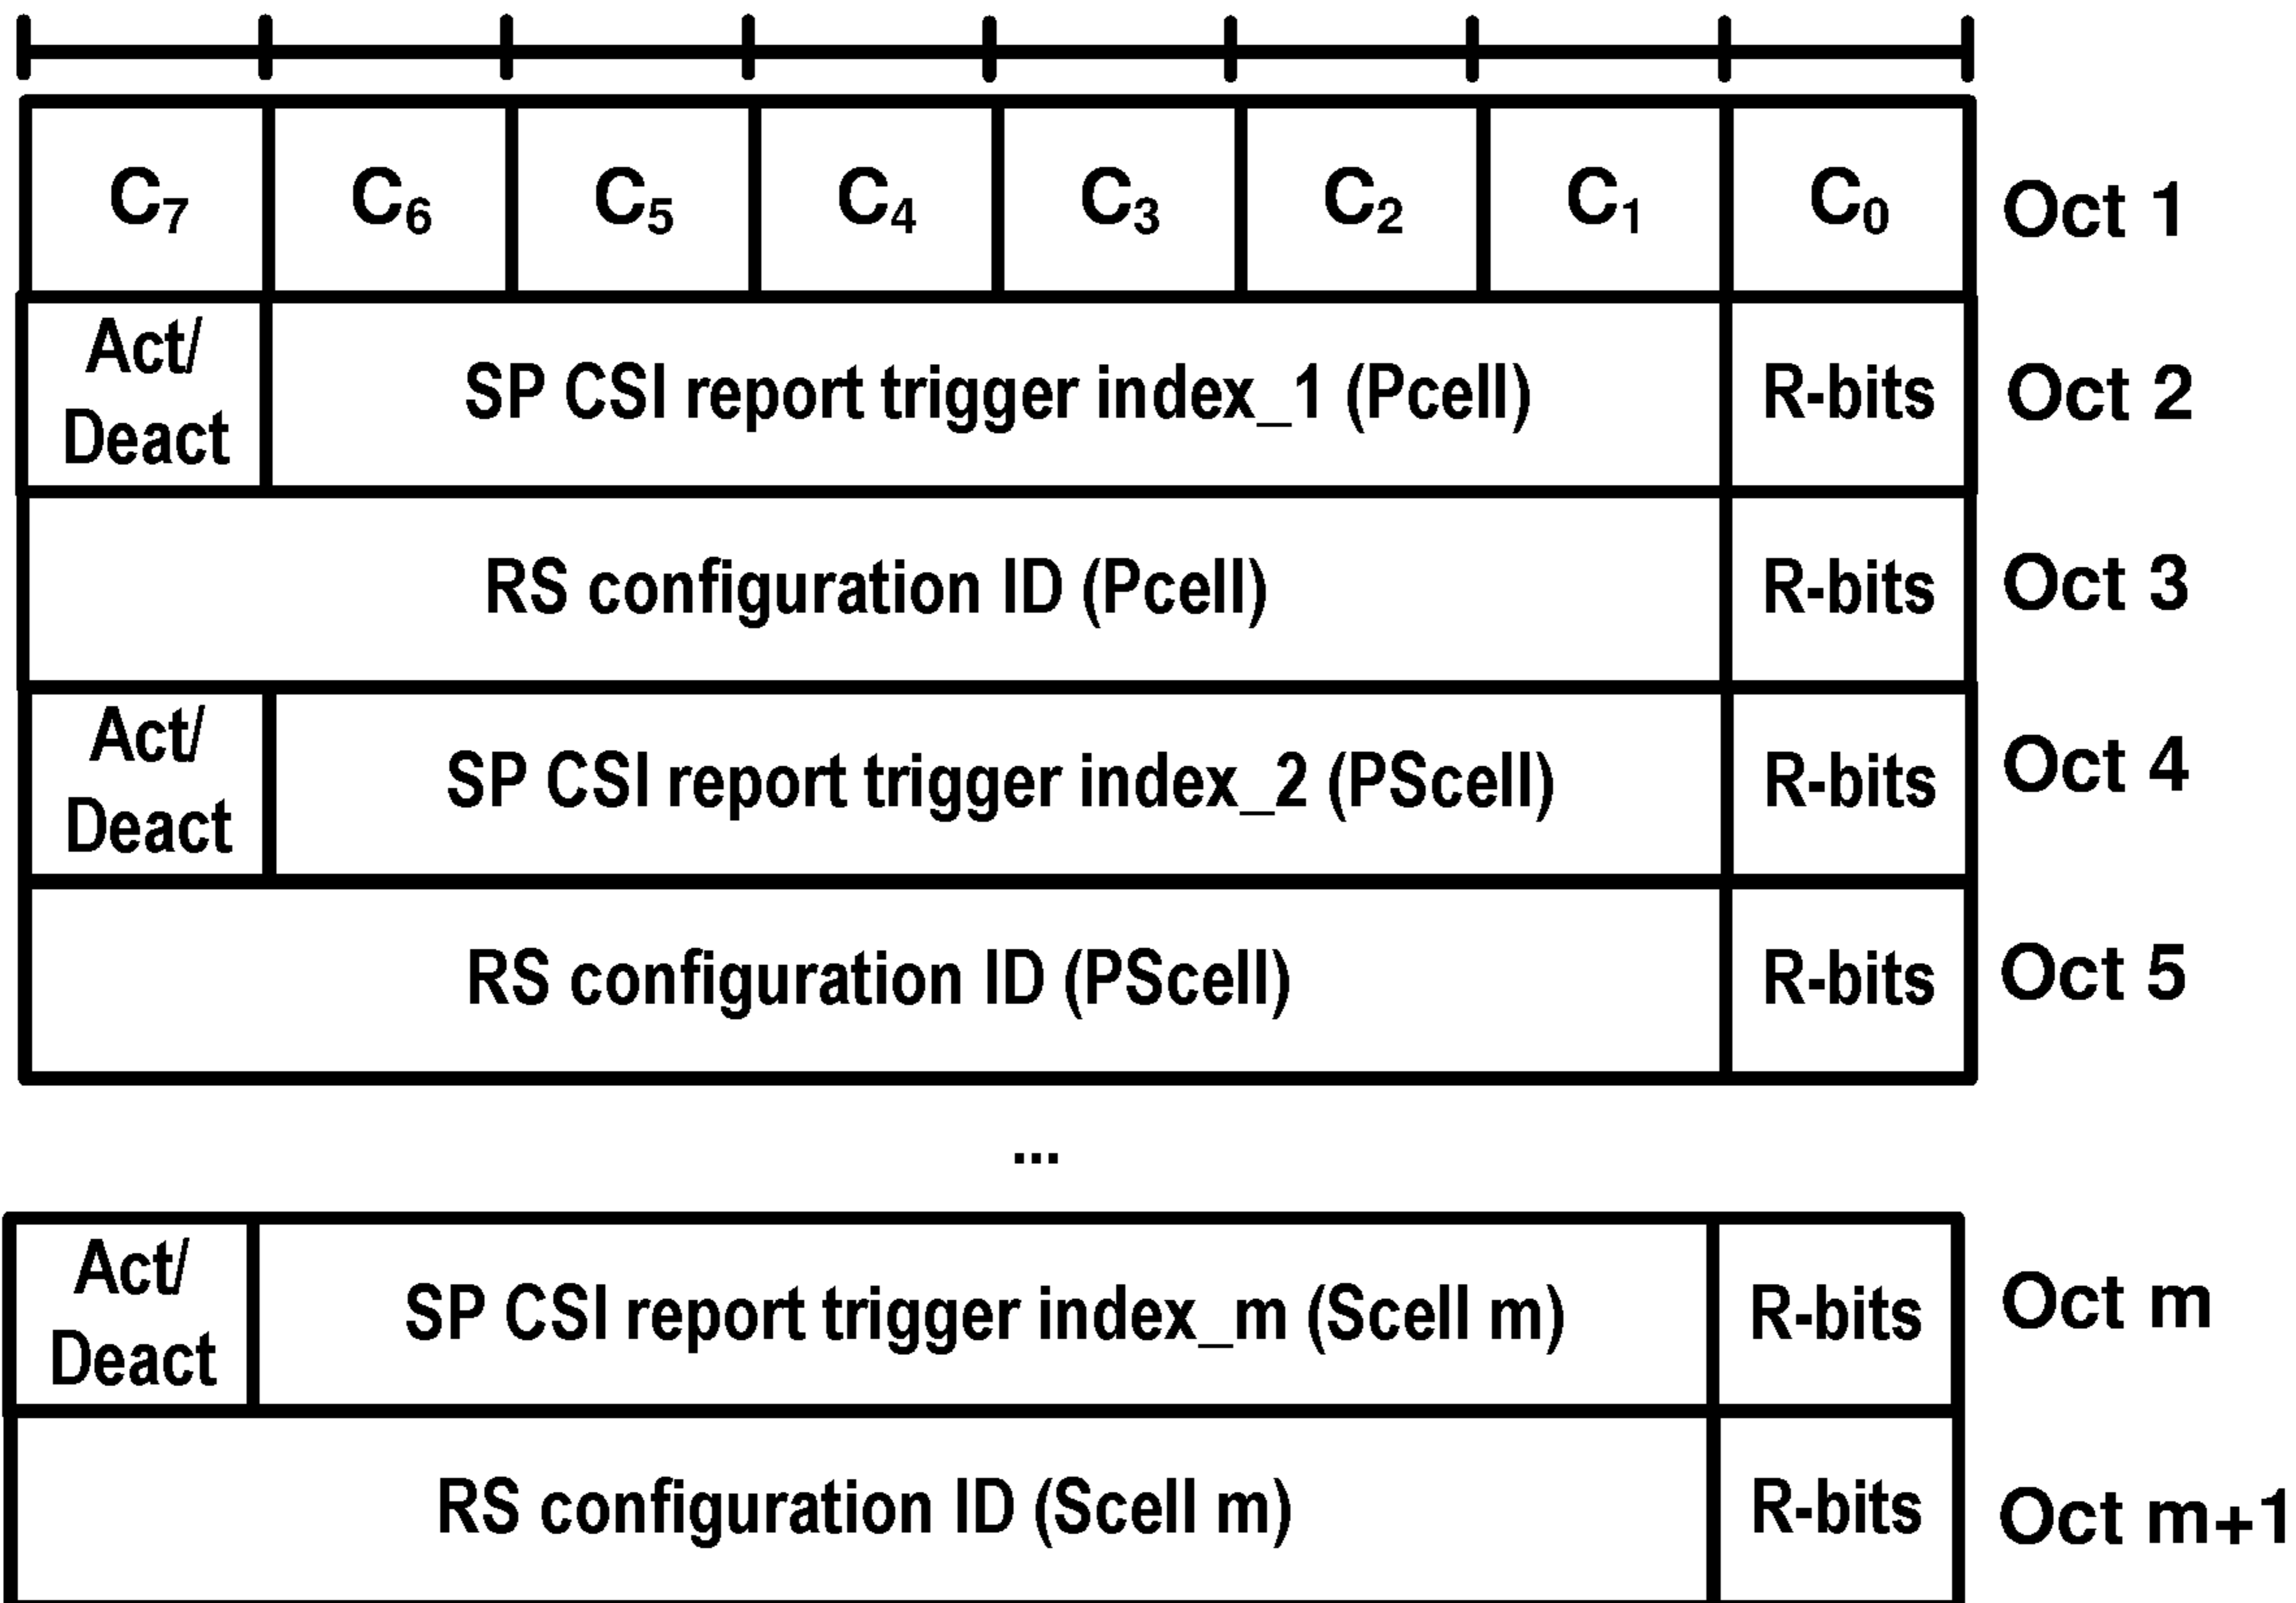 C7 C6 C5 C4 C3 C2 C1 C0 Oct 1
Act/
Deact
SP CSI report trigger index_1 (Pcell) R-bits Oct 2
RS configuration ID (Pcell) R-bits Oct 3
Act/
Deact
SP CSI report trigger index_2 (PScell) R-bits Oct 4
RS configuration ID (PScell) R-bits Oct 5
...
Act/
Deact
SP CSI report trigger index_m (Scell m) R-bits Oct m
RS configuration ID (Scell m) R-bits Oct m+1